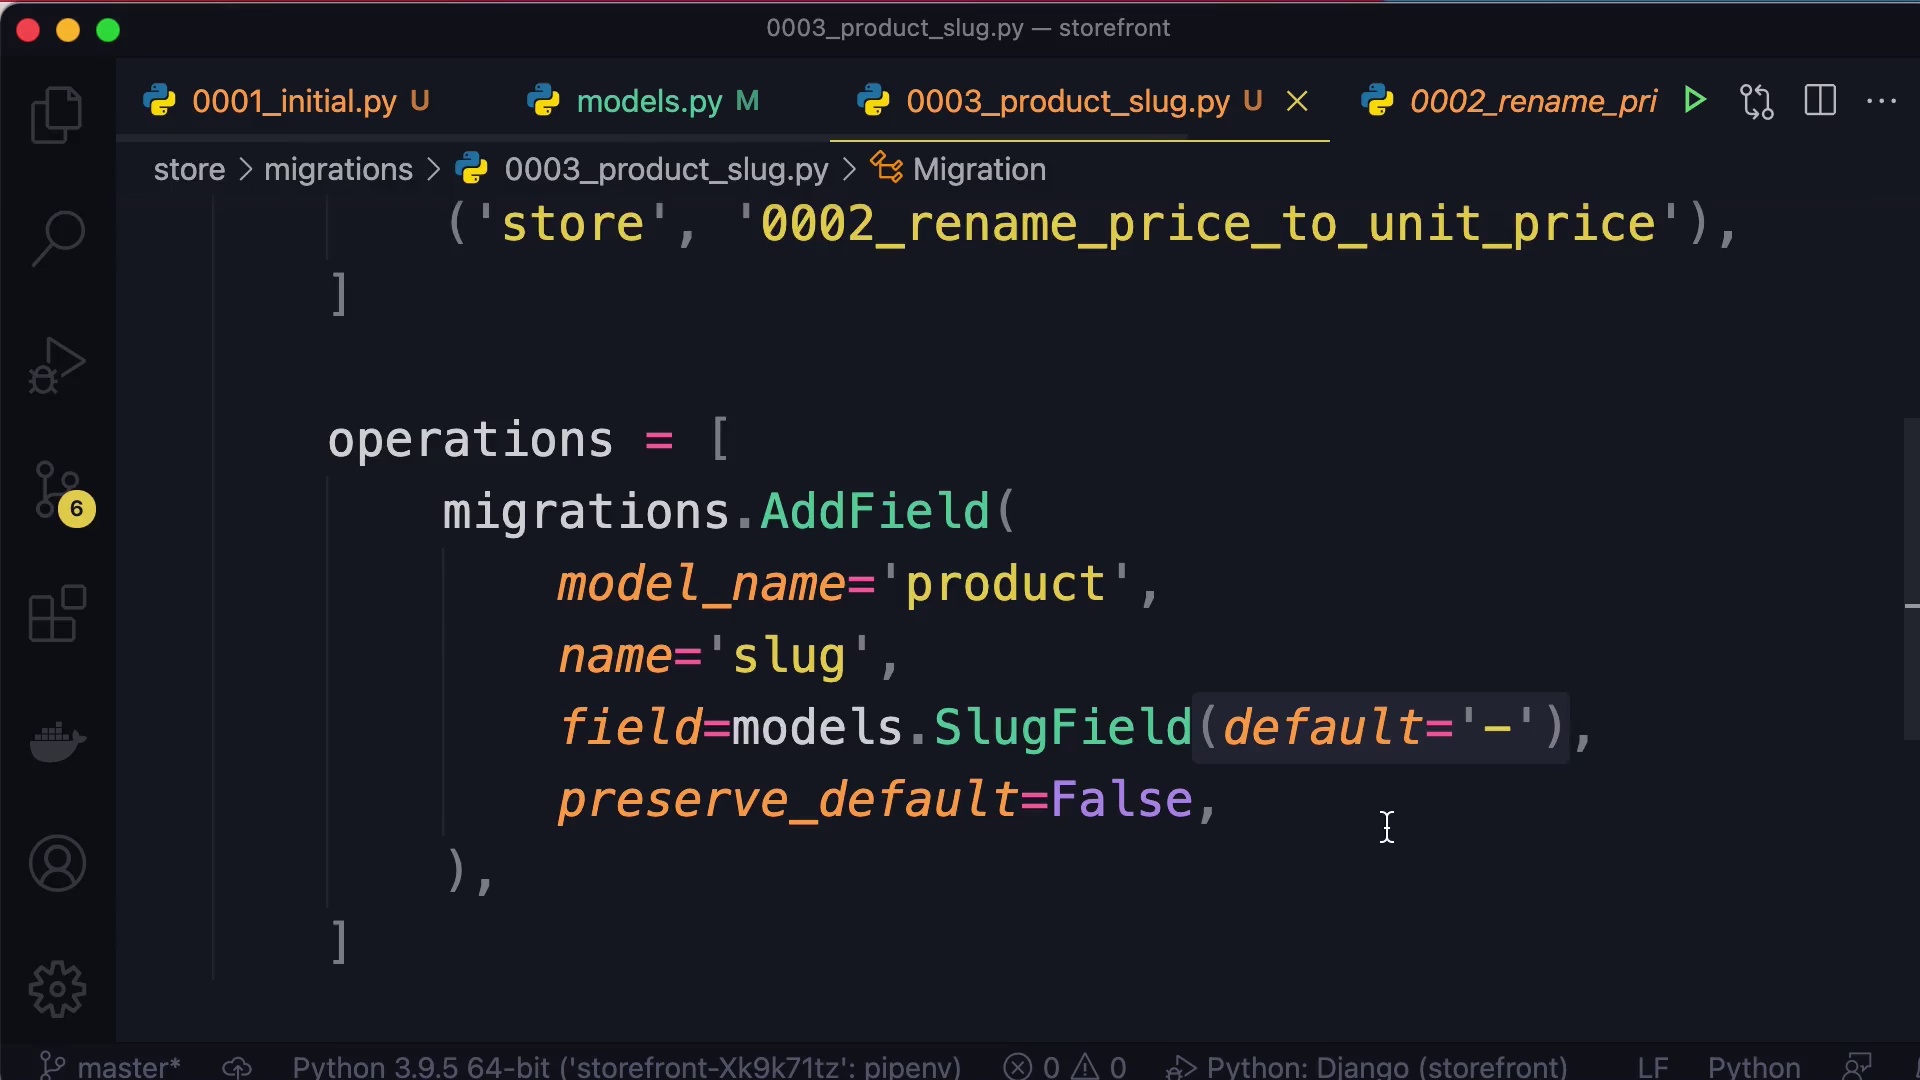 0003_product_slug.py — storefront
0001_initial.py U
models.py M
0003_product_slug.py U
0002_rename_pri
store > migrations > 0003_product_slug.py > Migration
('store', '0002_rename_price_to_unit_price'),
]
operations = [
migrations.AddField(
model_name='product',
name='slug',
field=models.SlugField(default='-'),
preserve_default=False,
),
]
6
master*
Python 3.9.5 64-bit ('storefront-Xk9k71tz': pipenv)
0
0
Python: Django (storefront)
LF
Python